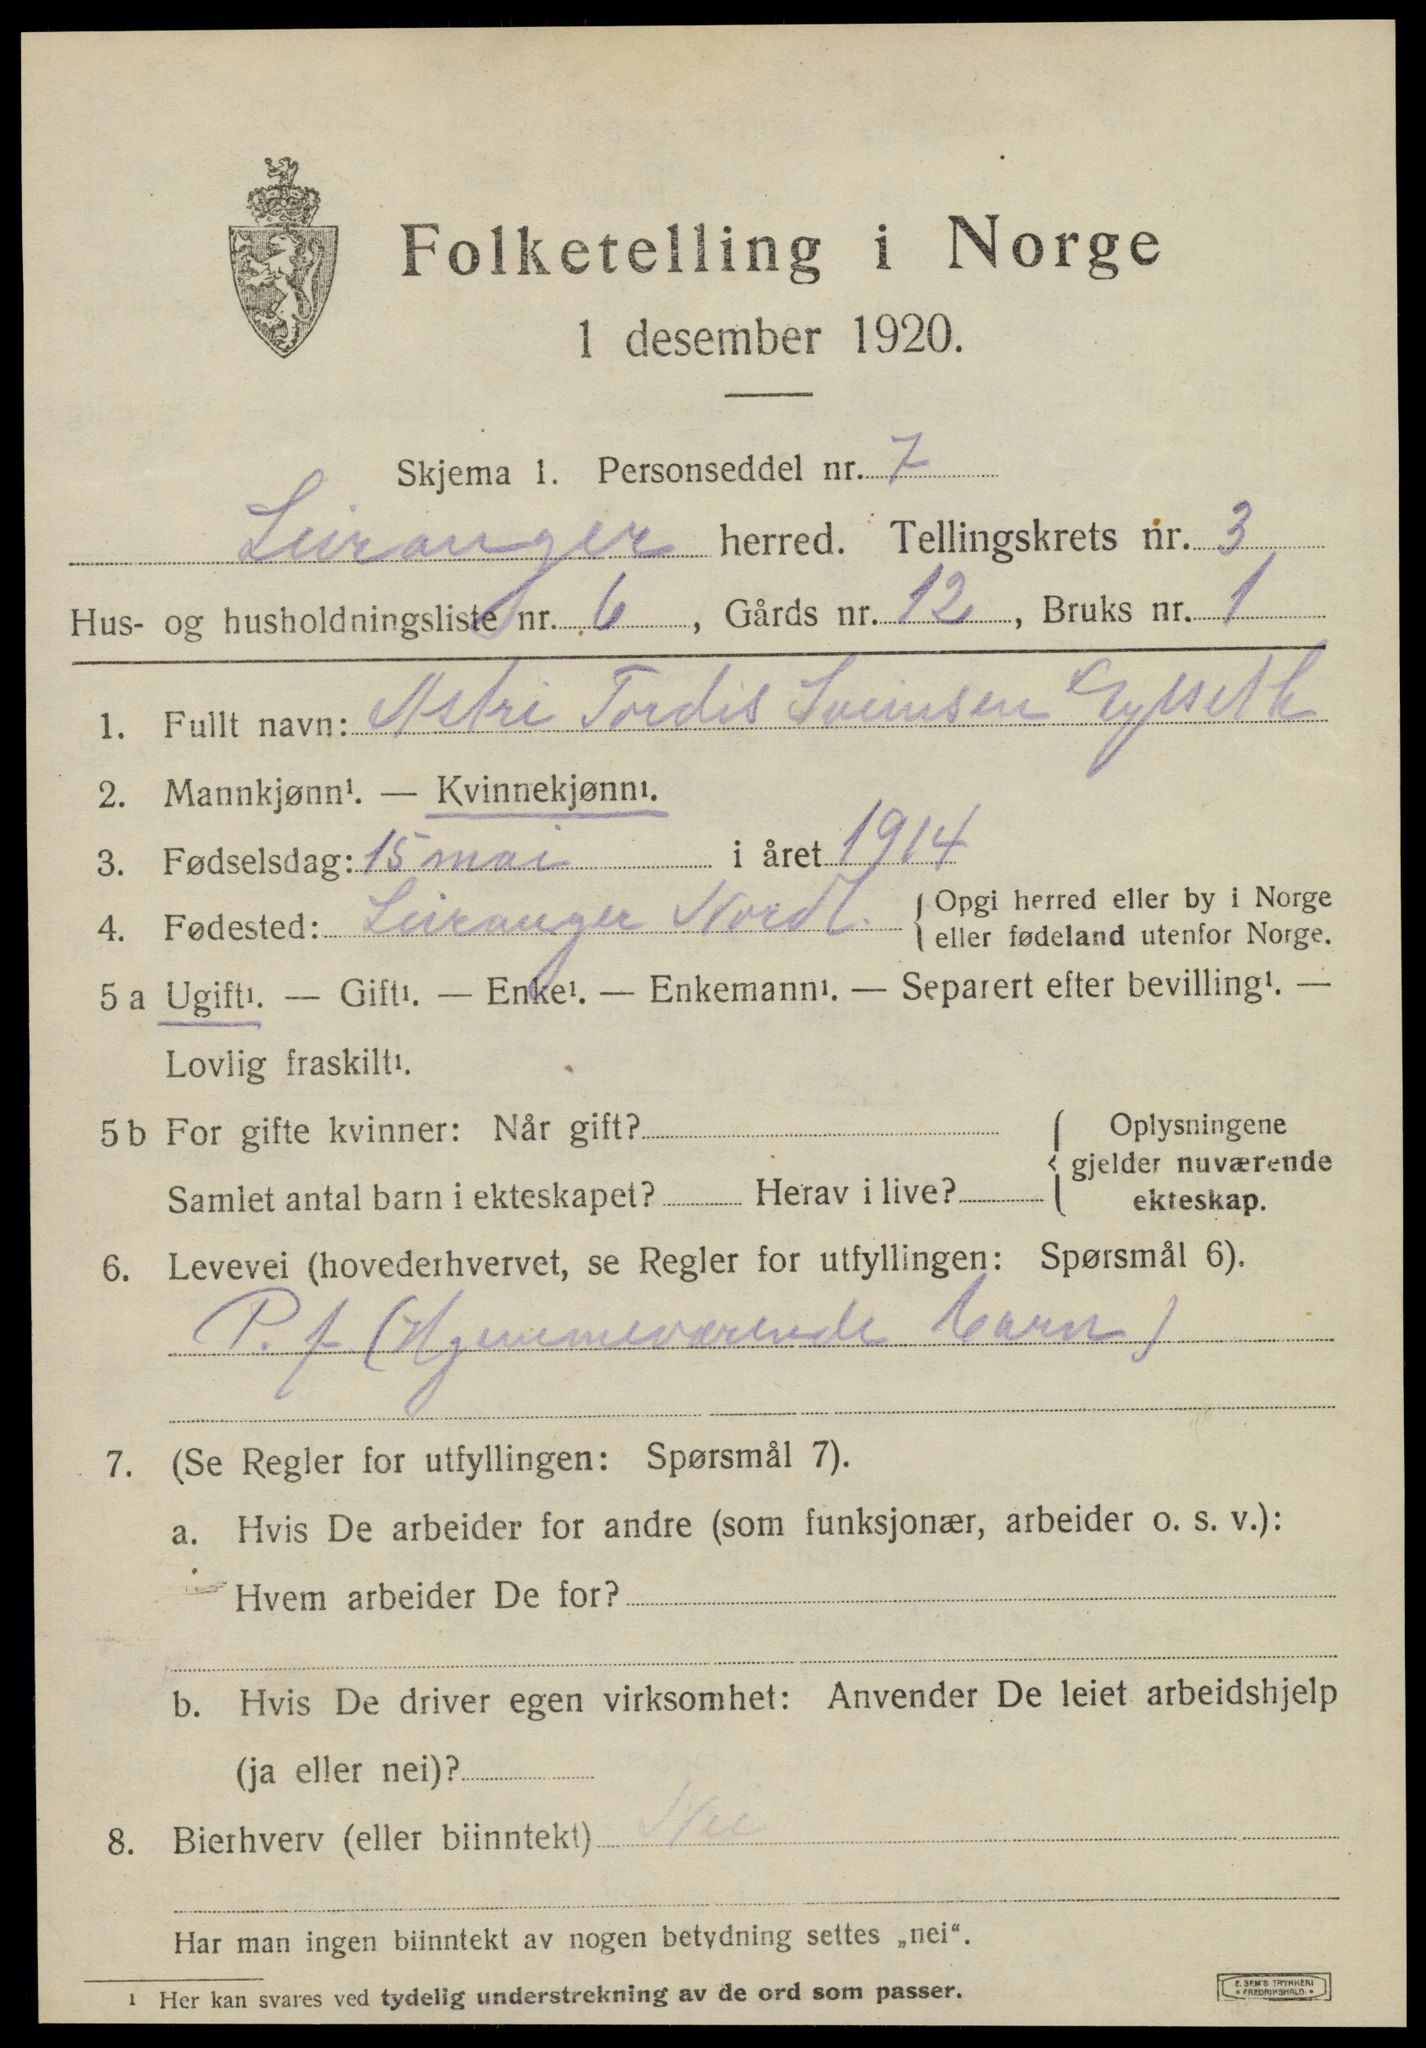 Folketelling i Norge
1 desember 1920.
Skjema 1. Personseddel nr. 7
Leiranger herred. Tellingskrets nr. 3
Hus- og husholdningsliste nr. 6, Gårds nr. 12, Bruks nr. 1
1. Fullt navn: Astri Tordis Sveinsen Gylseth
2. Mannkjønn¹. — Kvinnekjønn¹.
3. Fødselsdag: 15 mai i året 1914
4. Fødested: Leiranger Nordl. {Opgi herred eller by i Norge
eller fødeland utenfor Norge.
5 a Ugift¹. — Gift¹. — Enke¹. — Enkemann¹. — Separert efter bevilling¹. —
Lovlig fraskilt¹.
5 b For gifte kvinner: Når gift? {Oplysningene
gjelder nuværende
Samlet antal barn i ekteskapet? Herav i live? ekteskap.
6. Levevei (hovederhvervet, se Regler for utfyllingen: Spørsmål 6).
P. f (Hjemmeværende barn)
7. (Se Regler for utfyllingen: Spørsmål 7).
a. Hvis De arbeider for andre (som funksjonær, arbeider o. s. v.):
Hvem arbeider De for?
b. Hvis De driver egen virksomhet: Anvender De leiet arbeidshjelp
(ja eller nei)?
8. Bierhverv (eller biinntekt) Nei
Har man ingen biinntekt av nogen betydning settes „nei“.
¹ Her kan svares ved tydelig understrekning av de ord som passer.
E. SEM'S TRYKKERI
• FREDRIKSHALD •